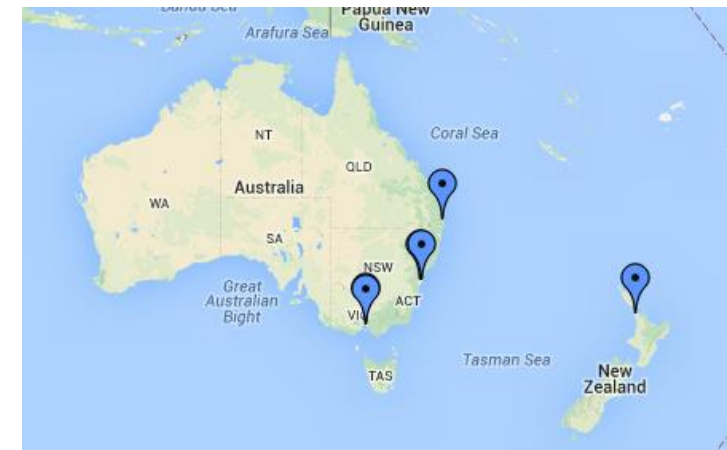 Papua New
Guinea
Arafura Sea
Coral Sea
NT
QLD
Australia
WA
SA
NSW
Great
Australian
Bight
ACT
VIC
Tasman Sea
TAS
New
Zealand